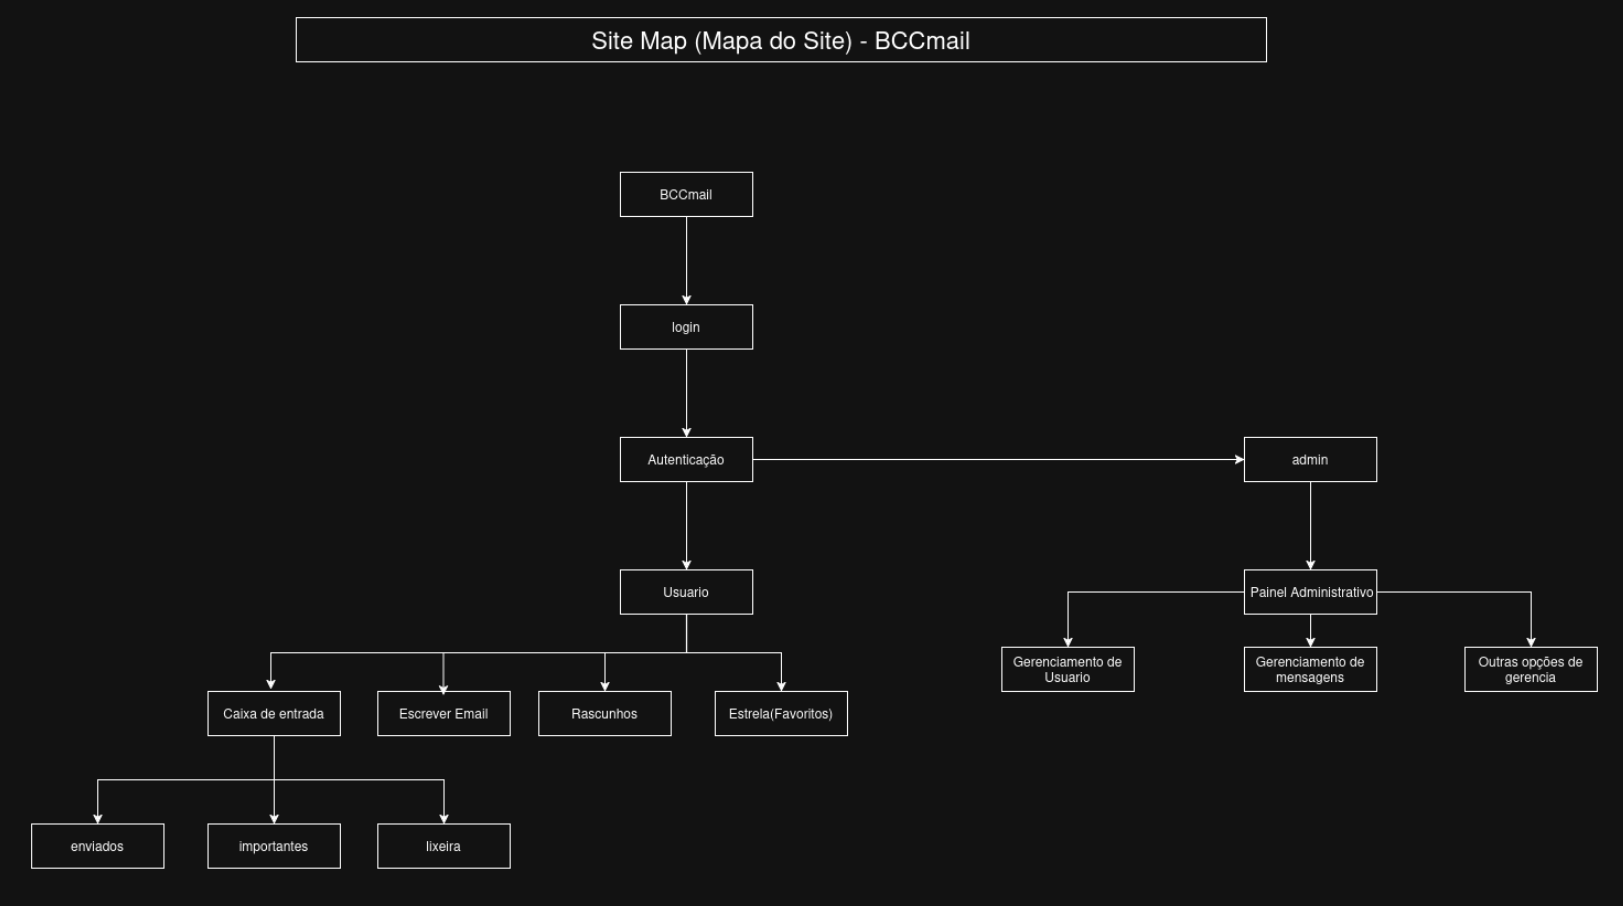 Site Map (Mapa do Site) - BCCmail
BCCmail
login
Autenticação
admin
Usuario
Painel Administrativo
Gerenciamento de
Usuario
Gerenciamento de
mensagens
Outras opções de
gerencia
Caixa de entrada
Escrever Email
Rascunhos
Estrela(Favoritos)
enviados
importantes
lixeira